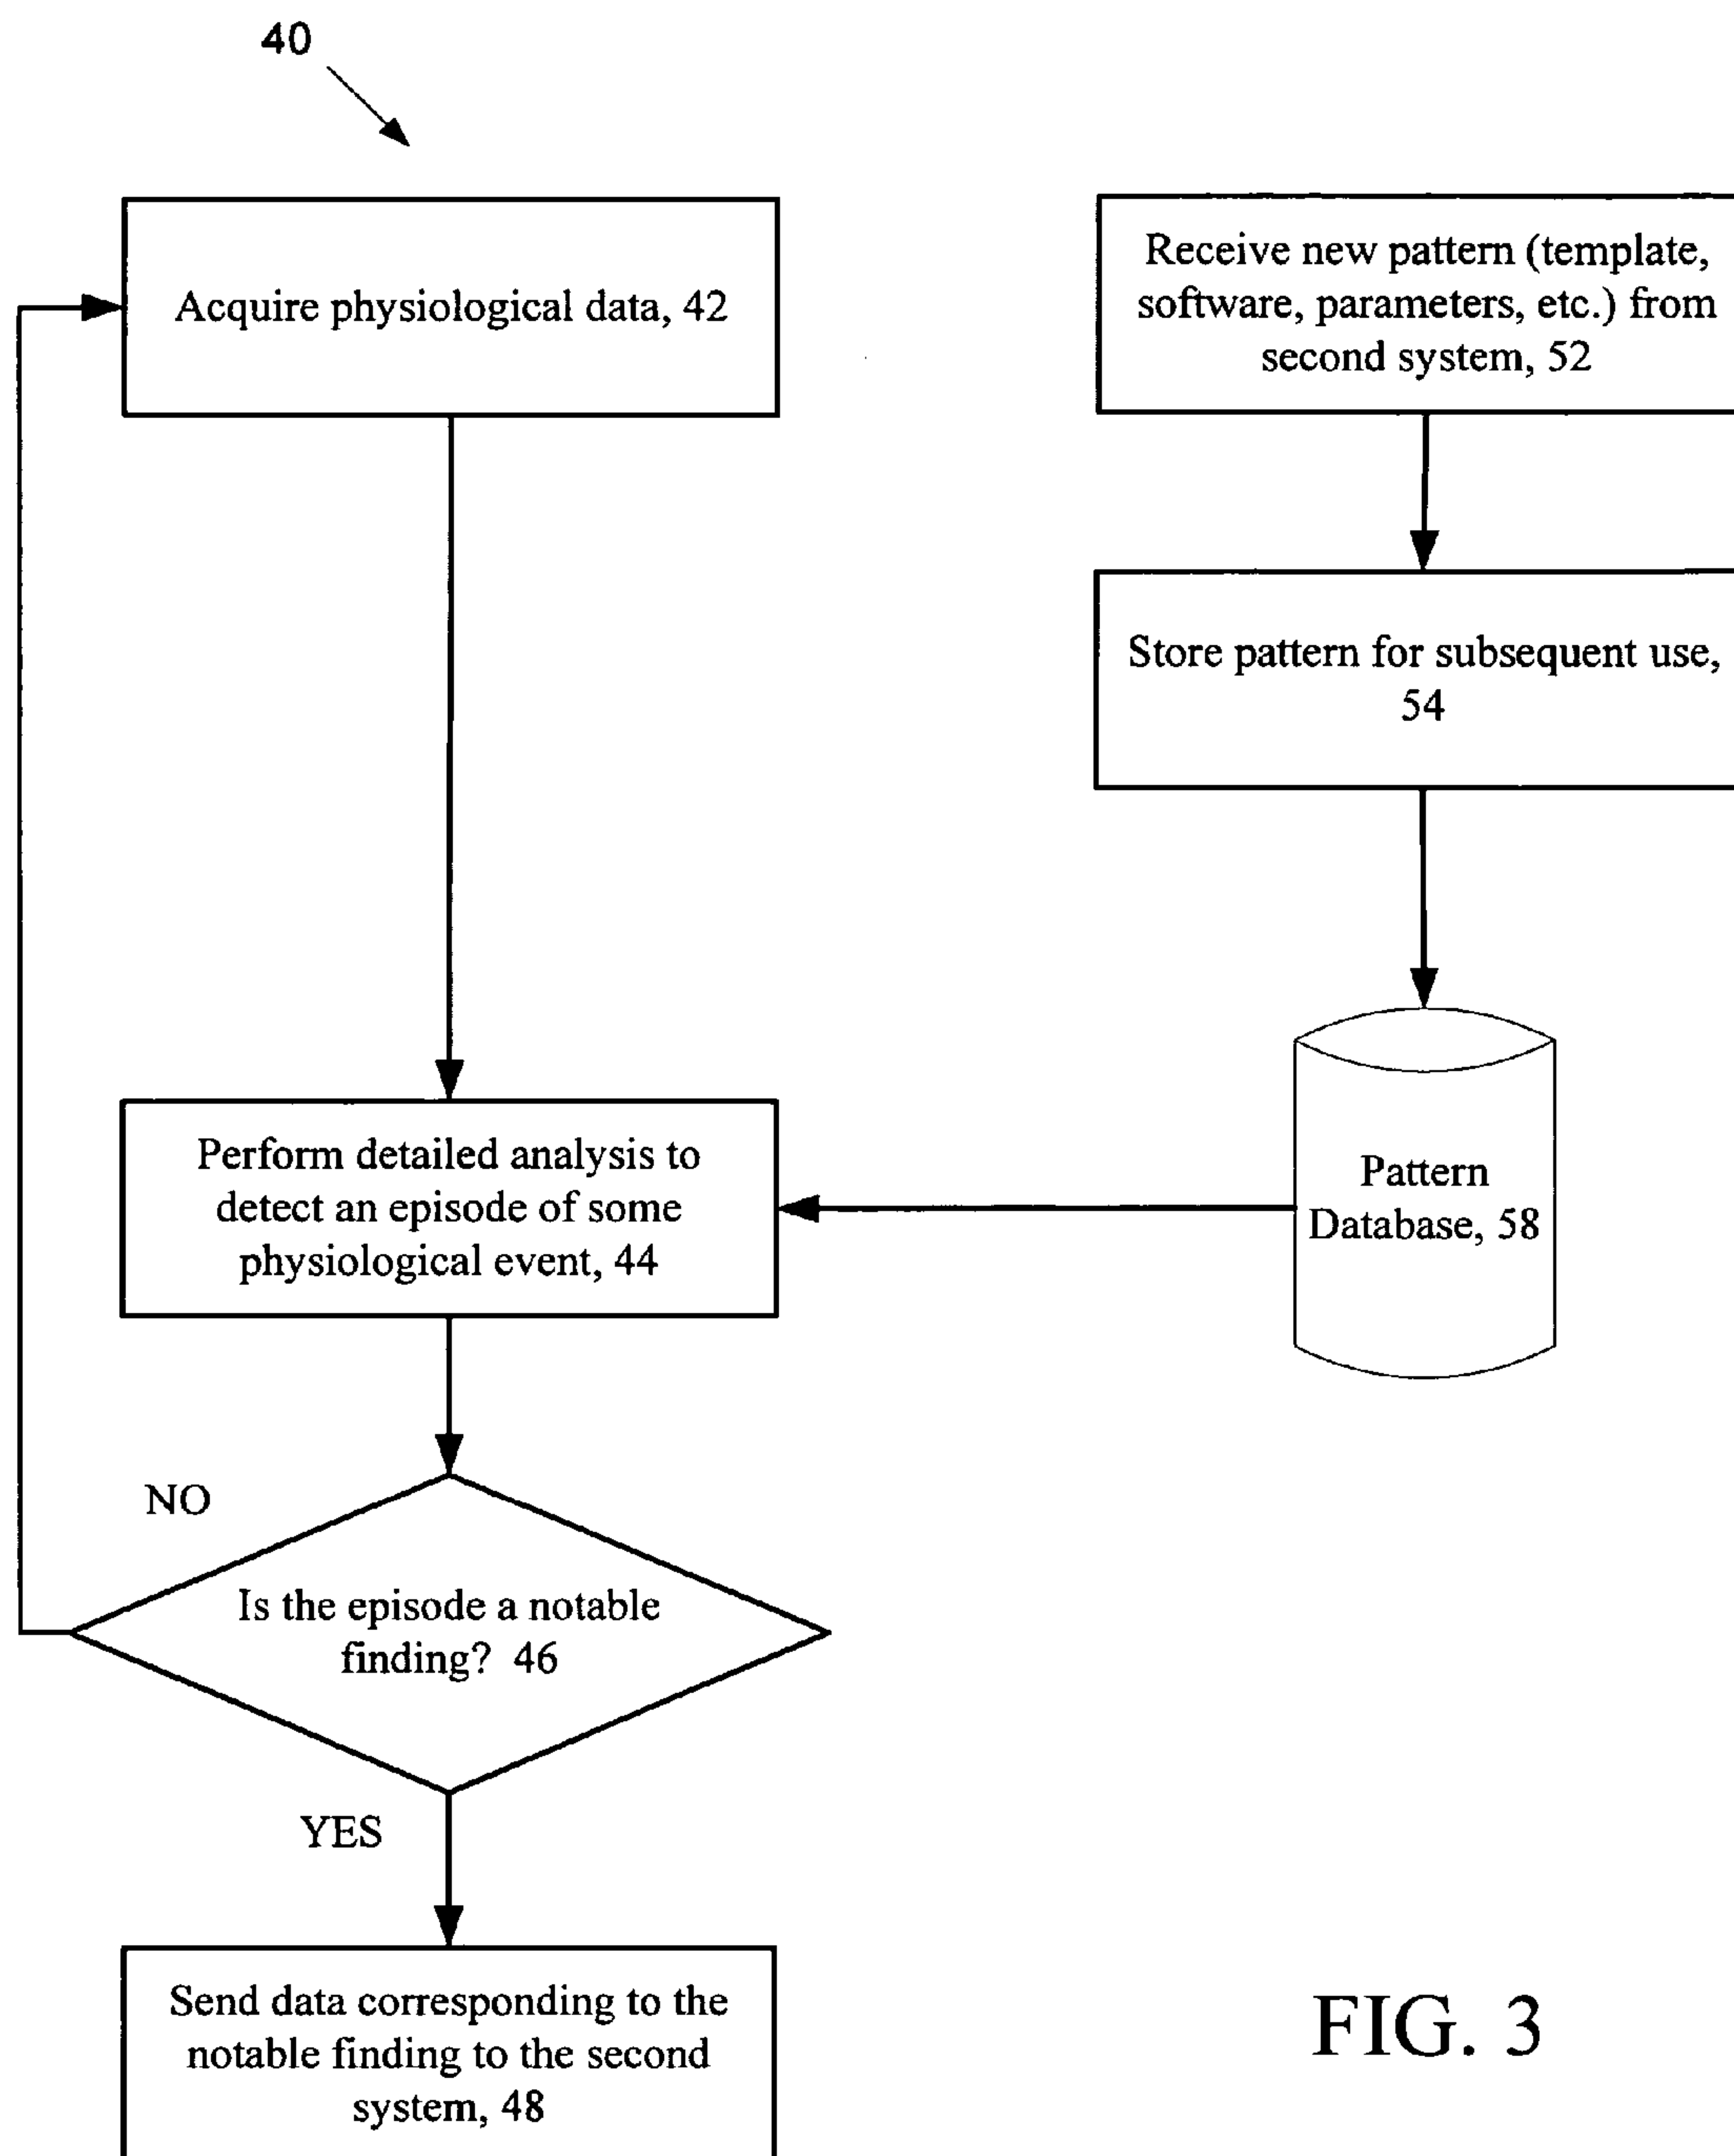 40
Acquire physiological data, 42
Receive new pattern (template,
software, parameters, etc.) from
second system, 52
Store pattern for subsequent use,
54
Perform detailed analysis to
detect an episode of some
physiological event, 44
Pattern
Database, 58
NO
Is the episode a notable
finding? 46
YES
Send data corresponding to the
notable finding to the second
system, 48
FIG. 3